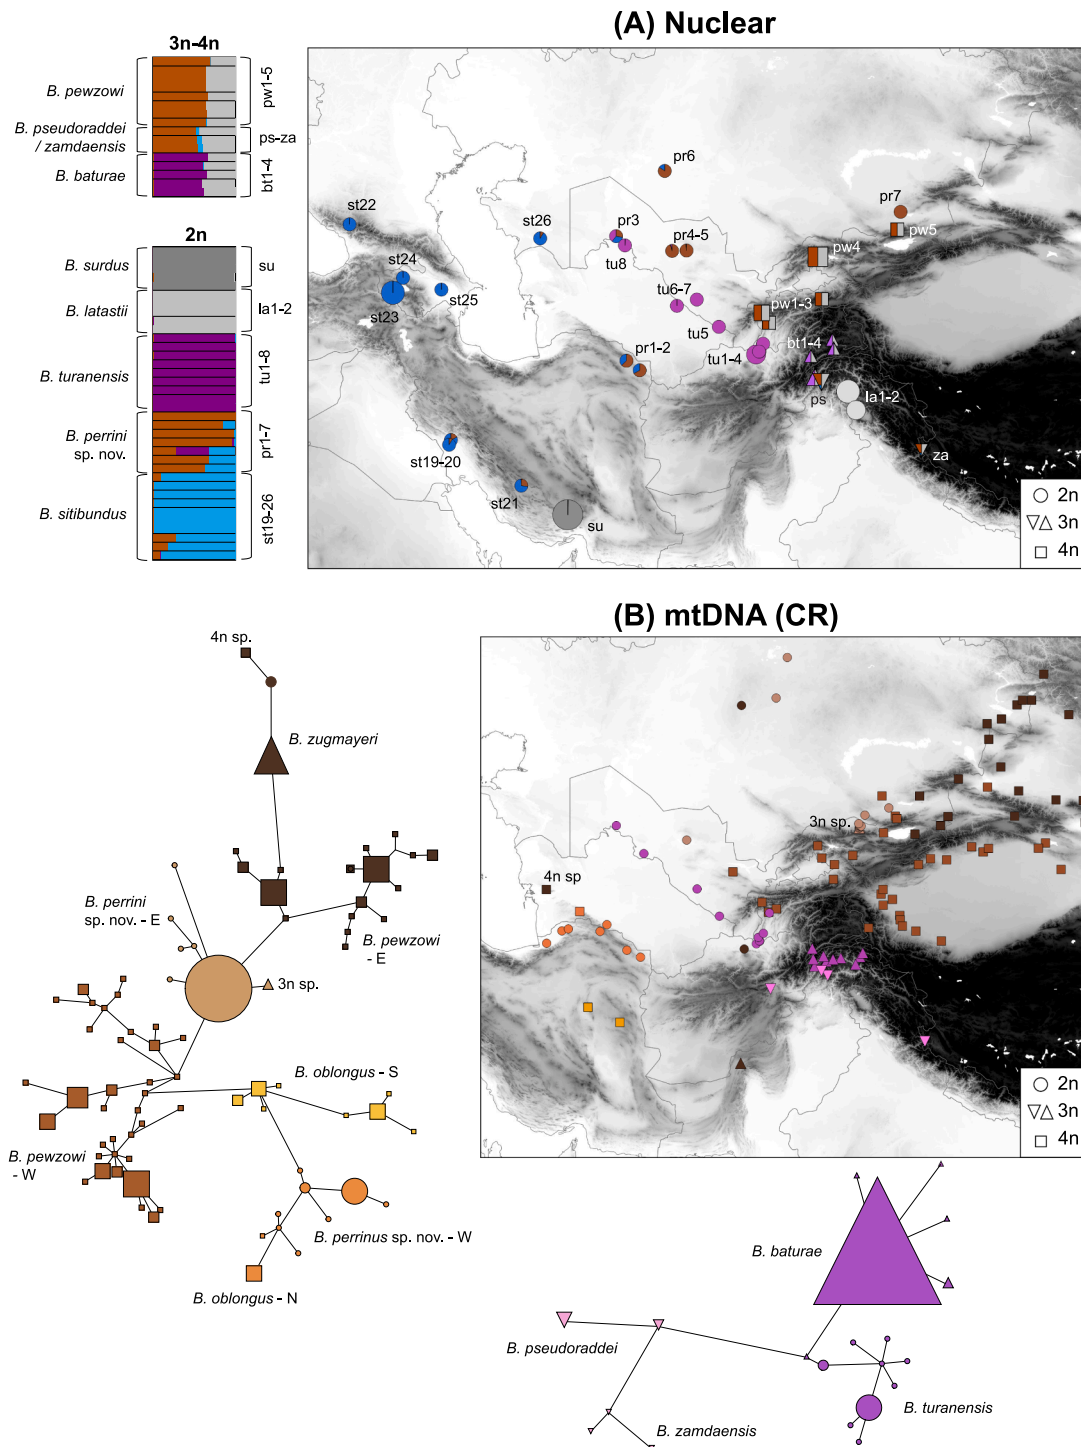 (A) Nuclear
3n-4n
B. pewzowi
pw1-5
B. pseudoraddei
/ zamdaensis
ps-za
B. baturae
bt1-4
2n
B. surdus
su
B. latastii
la1-2
B. turanensis
tu1-8
B. perrini
sp. nov.
pr1-7
B. sitibundus
st19-26
st22
st26
pr3
pr6
pr7
pw5
pw4
pr4-5
tu8
st24
st25
st23
tu6-7
pw1-3
tu5
bt1-4
pr1-2
tu1-4
ps
la1-2
st19-20
za
st21
su
2n
3n
4n
(B) mtDNA (CR)
4n sp.
B. zugmayeri
B. perrini
sp. nov. - E
B. pewzowi
- E
3n sp.
B. oblongus - S
B. pewzowi
- W
B. perrinus sp. nov. - W
B. oblongus - N
3n sp.
4n sp
2n
3n
4n
B. baturae
B. pseudoraddei
B. turanensis
B. zamdaensis